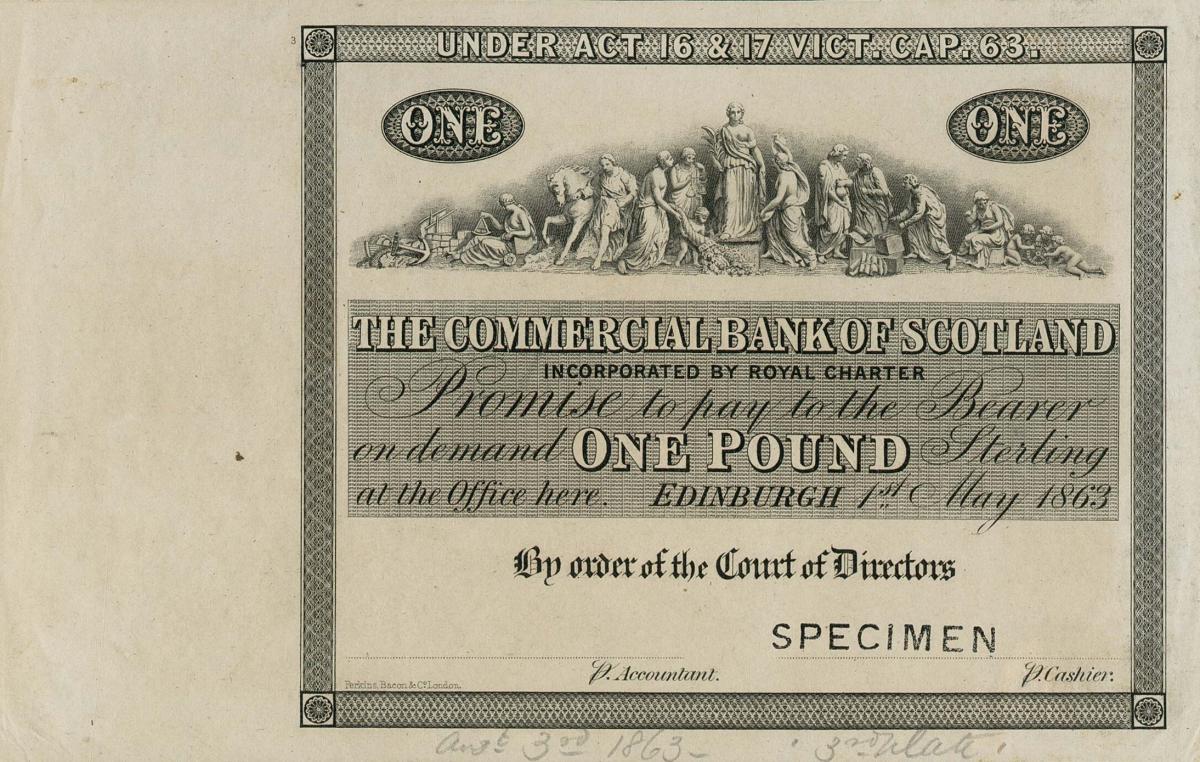 3
UNDER ACT 16 & 17 VICT. CAP. 63.
ONE
ONE
THE COMMERCIAL BANK OF SCOTLAND
INCORPORATED BY ROYAL CHARTER
Promise to pay to the Bearer
on demand ONE POUND Sterling
at the Office here. EDINBURGH 1st May 1863
By order of the Court of Directors
SPECIMEN
P. Accountant.
P. Cashier.
Perkins, Bacon & Co. London.
Augt 3rd 1863 -
3rd Plate